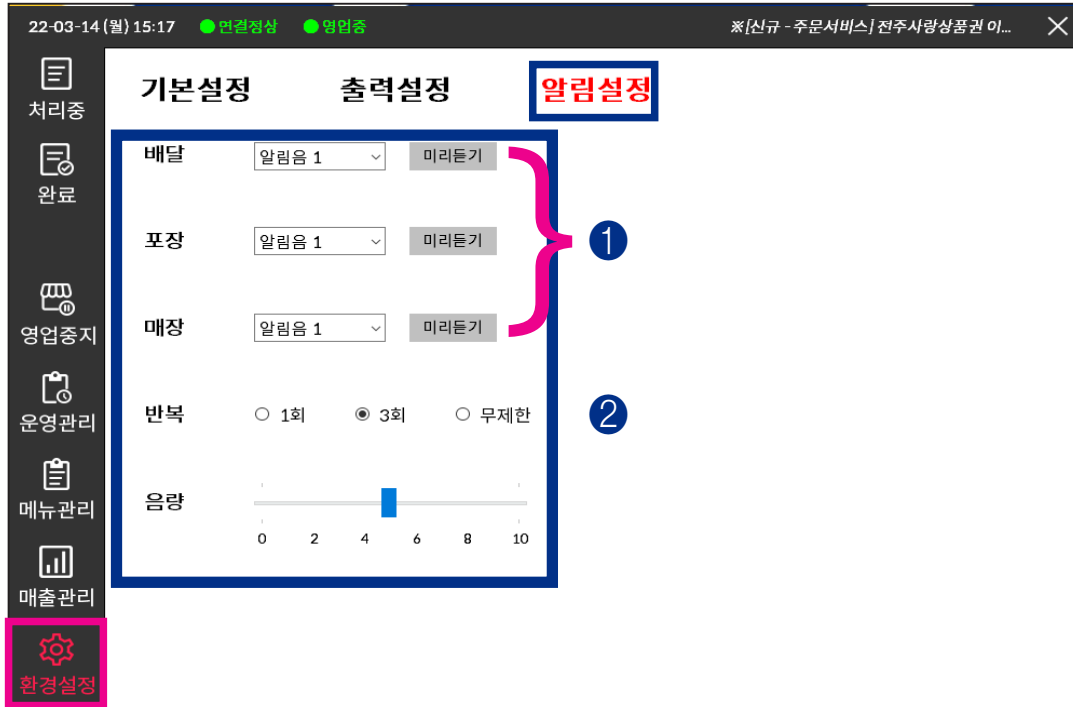 22-03-14 (월) 15:17 연결정상 영업중 ※[신규 - 주문서비스] 전주사랑상품권 이...
처리중
완료
영업중지
운영관리
메뉴관리
매출관리
환경설정
기본설정 출력설정 알림설정
배달 알림음 1 미리듣기
포장 알림음 1 미리듣기
매장 알림음 1 미리듣기
1
반복 1회 3회 무제한
2
음량
0 2 4 6 8 10